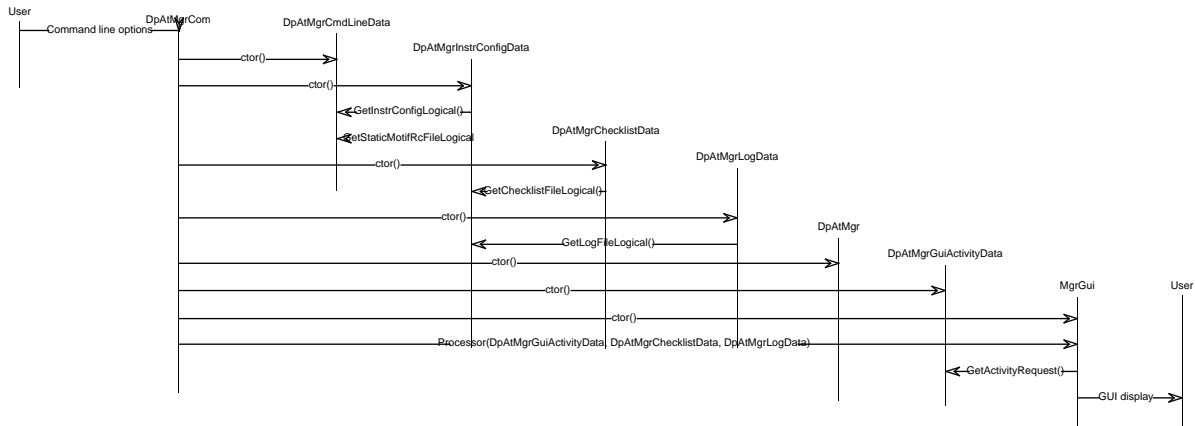 User
DpAtMgrCom
DpAtMgrCmdLineData
Command line options
DpAtMgrInstrConfigData
ctor()
ctor()
GetInstrConfigLogical()
DpAtMgrChecklistData
GetStaticMotifRcFileLogical
DpAtMgrLogData
ctor()
GetChecklistFileLogical()
ctor()
DpAtMgr
GetLogFileLogical()
DpAtMgrGuiActivityData
ctor()
MgrGui
User
ctor()
ctor()
Processor(DpAtMgrGuiActivityData, DpAtMgrChecklistData, DpAtMgrLogData)
GetActivityRequest()
GUI display